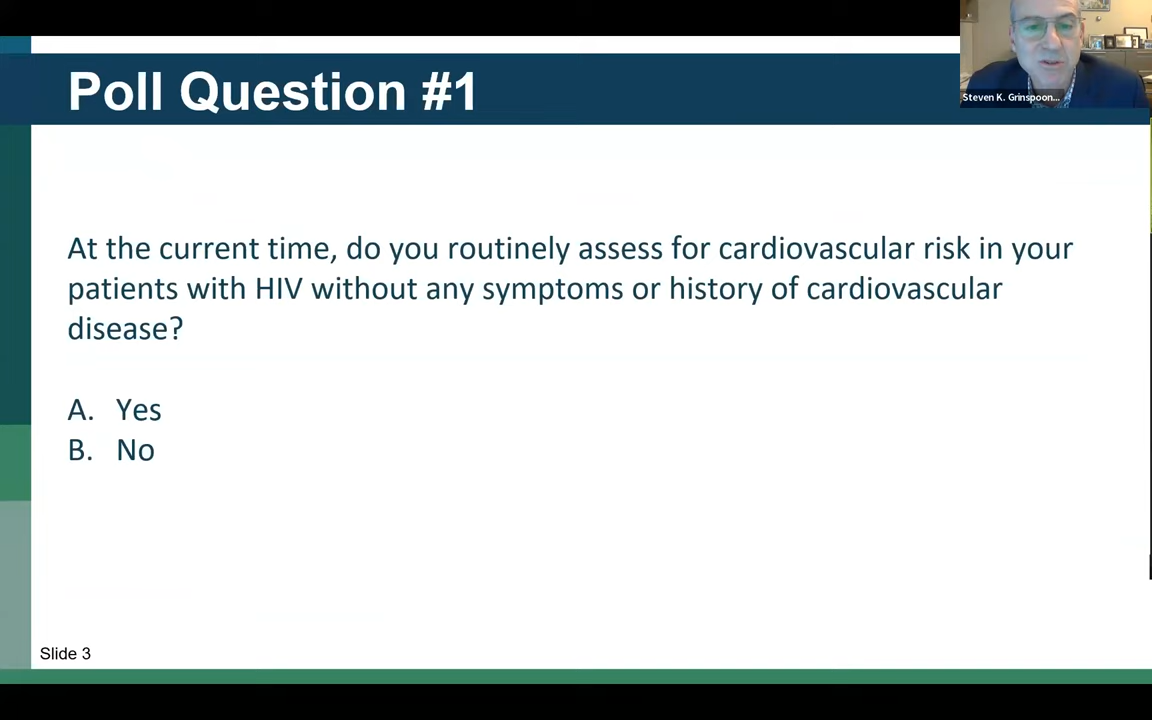 Poll Question #1
Steven K. Grinspoon...
At the current time, do you routinely assess for cardiovascular risk in your
patients with HIV without any symptoms or history of cardiovascular
disease?
A. Yes
B. No
Slide 3